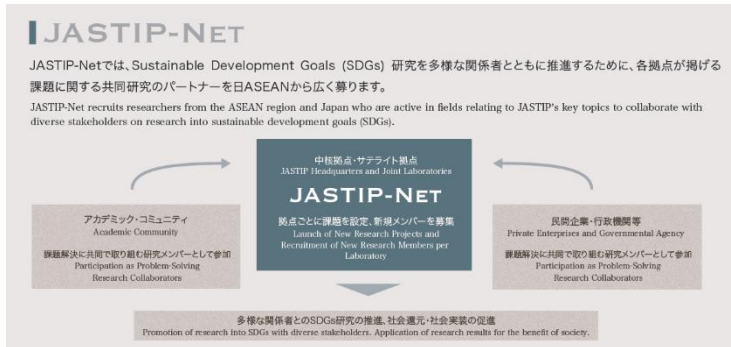 JASTIP-NET
JASTIP-Netでは、Sustainable Development Goals (SDGs) 研究を多様な関係者とともに推進するために、各拠点が掲げる
課題に関する共同研究のパートナーを日ASEANから広く募ります。
JASTIP-Net recruits researchers from the ASEAN region and Japan who are active in fields relating to JASTIP's key topics to collaborate with
diverse stakeholders on research into sustainable development goals (SDGs).
中核拠点・サテライト拠点
JASTIP Headquarters and Joint Laboratories
JASTIP-NET
拠点ごとに課題を設定、新規メンバーを募集
Launch of New Research Projects and
Recruitment of New Research Members per
Laboratory
アカデミック・コミュニティ
Academic Community
課題解決に共同で取り組む研究メンバーとして参加
Participation as Problem-Solving
Research Collaborators
民間企業・行政機関等
Private Enterprises and Governmental Agency
課題解決に共同で取り組む研究メンバーとして参加
Participation as Problem-Solving
Research Collaborators
多様な関係者とのSDGs研究の推進、社会還元・社会実装の促進
Promotion of research into SDGs with diverse stakeholders. Application of research results for the benefit of society.